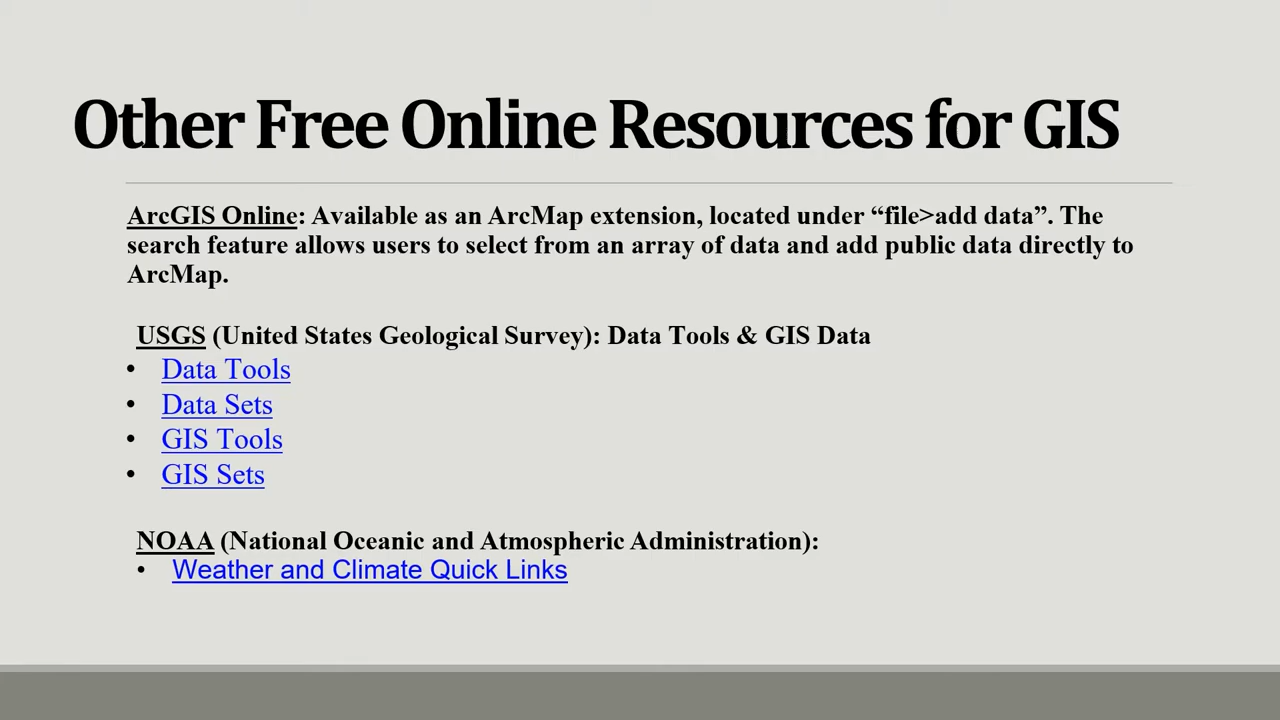 Other Free Online Resources for GIS
ArcGIS Online: Available as an ArcMap extension, located under “file>add data”. The
search feature allows users to select from an array of data and add public data directly to
ArcMap.
USGS (United States Geological Survey): Data Tools & GIS Data
• Data Tools
• Data Sets
• GIS Tools
• GIS Sets
NOAA (National Oceanic and Atmospheric Administration):
• Weather and Climate Quick Links